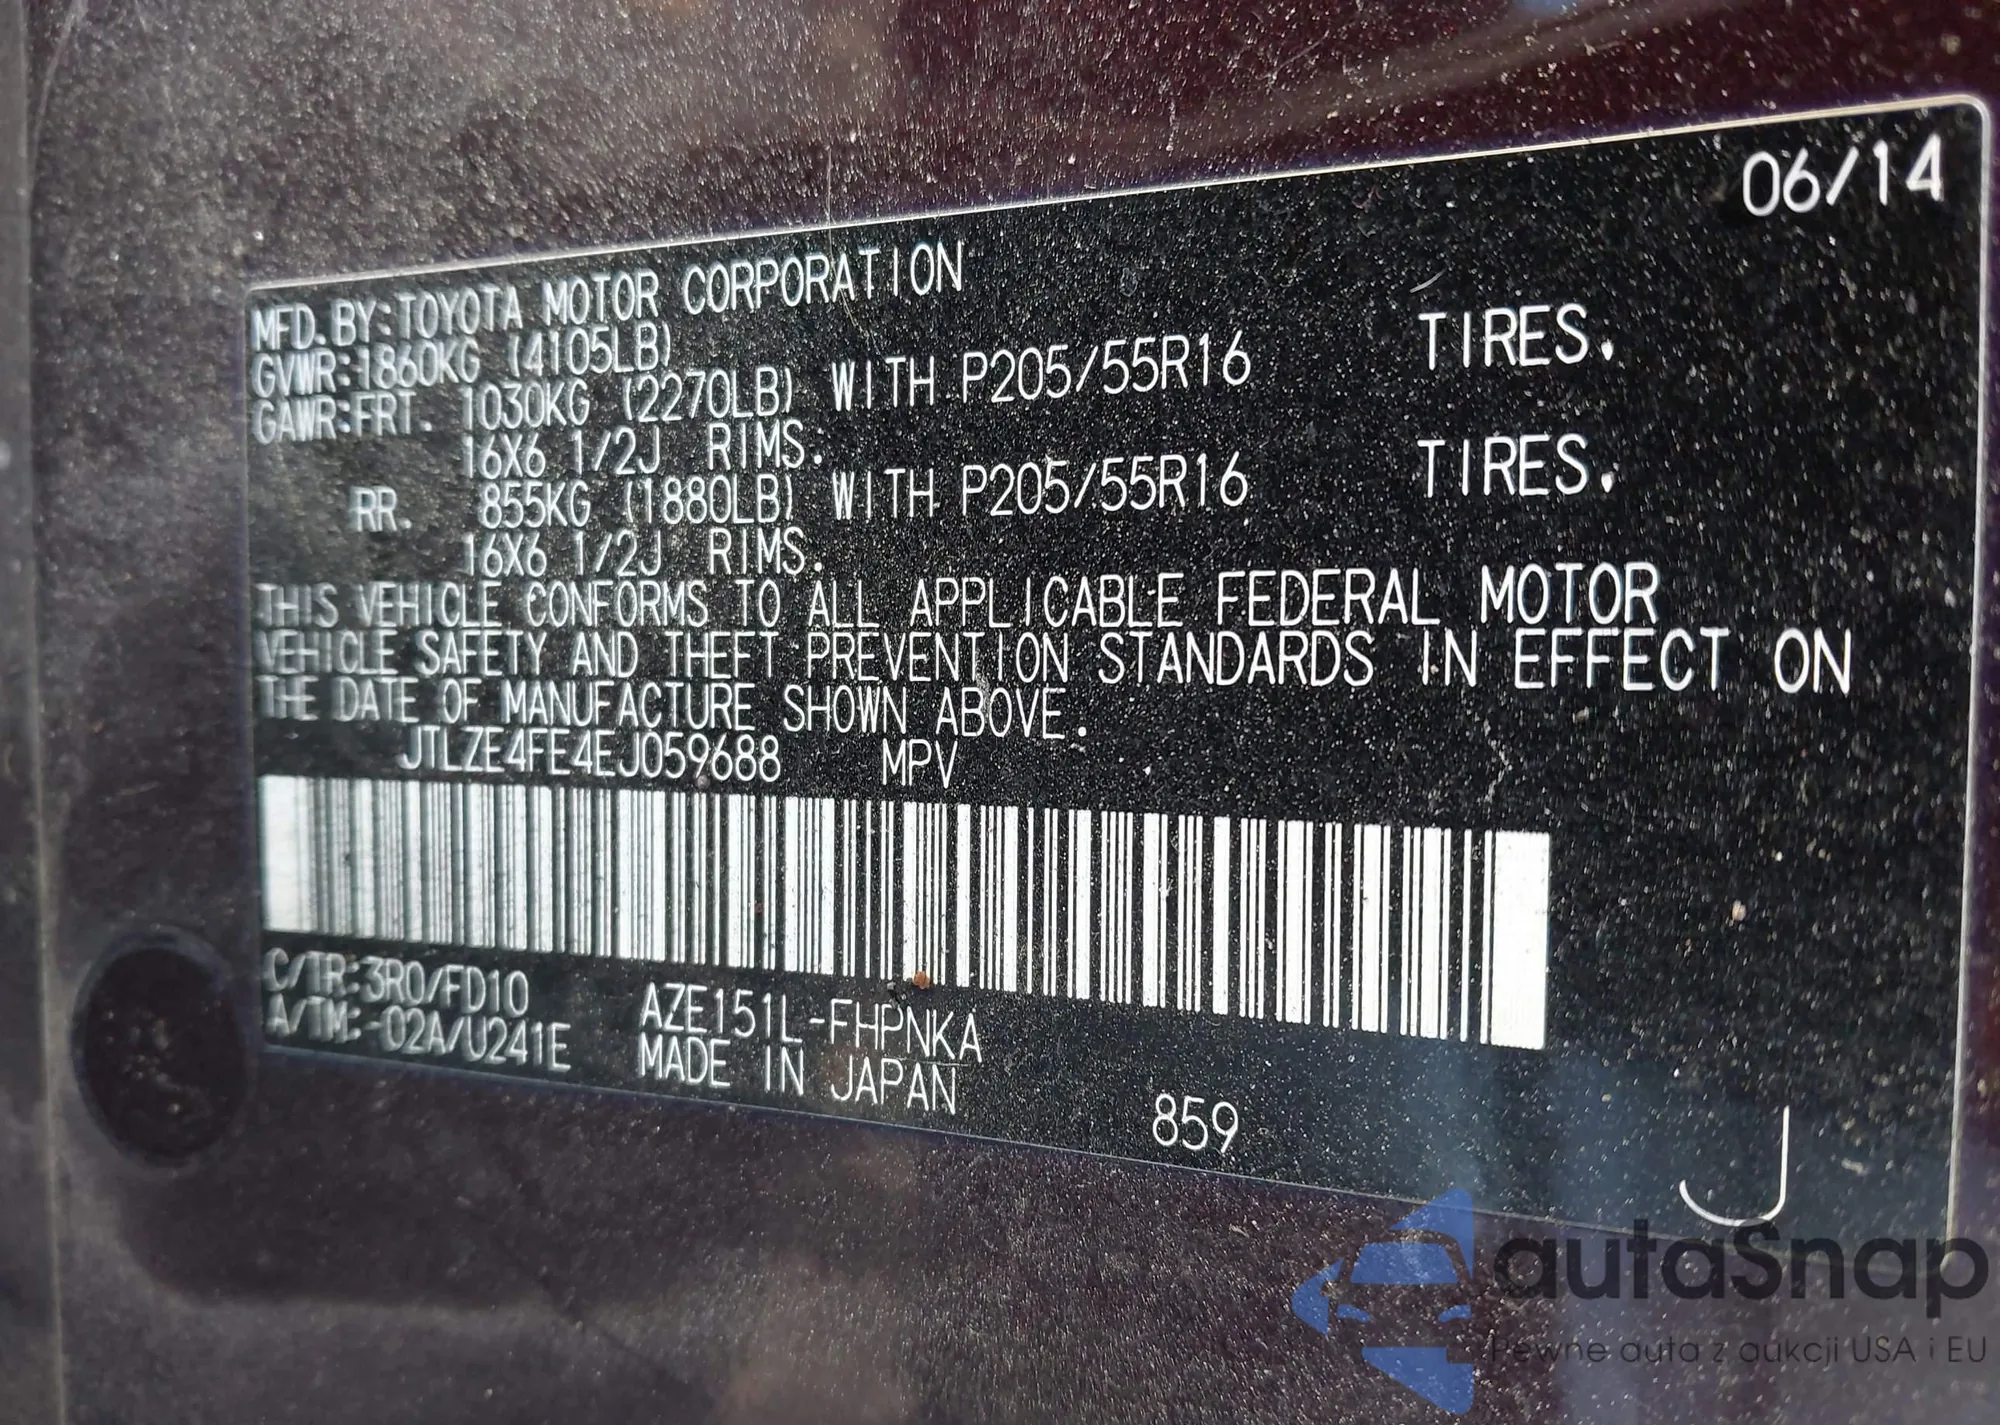 06/14
MFD. BY: TOYOTA MOTOR CORPORATION
GVWR: 1860KG (4105LB)
GAWR: FRT. 1030KG (2270LB) WITH P205/55R16 TIRES.
16X6 1/2J RIMS.
RR. 855KG (1880LB) WITH P205/55R16 TIRES.
16X6 1/2J RIMS.
THIS VEHICLE CONFORMS TO ALL APPLICABLE FEDERAL MOTOR
VEHICLE SAFETY AND THEFT PREVENTION STANDARDS IN EFFECT ON
THE DATE OF MANUFACTURE SHOWN ABOVE.
JTLZE4FE4EJ059688 MPV
C/TR: 3R0/FD10 AZE151L-FHPNKA
A/TM: -02A/U241E MADE IN JAPAN
859
J
autaSnap
Pewne auta z aukcji USA i EU